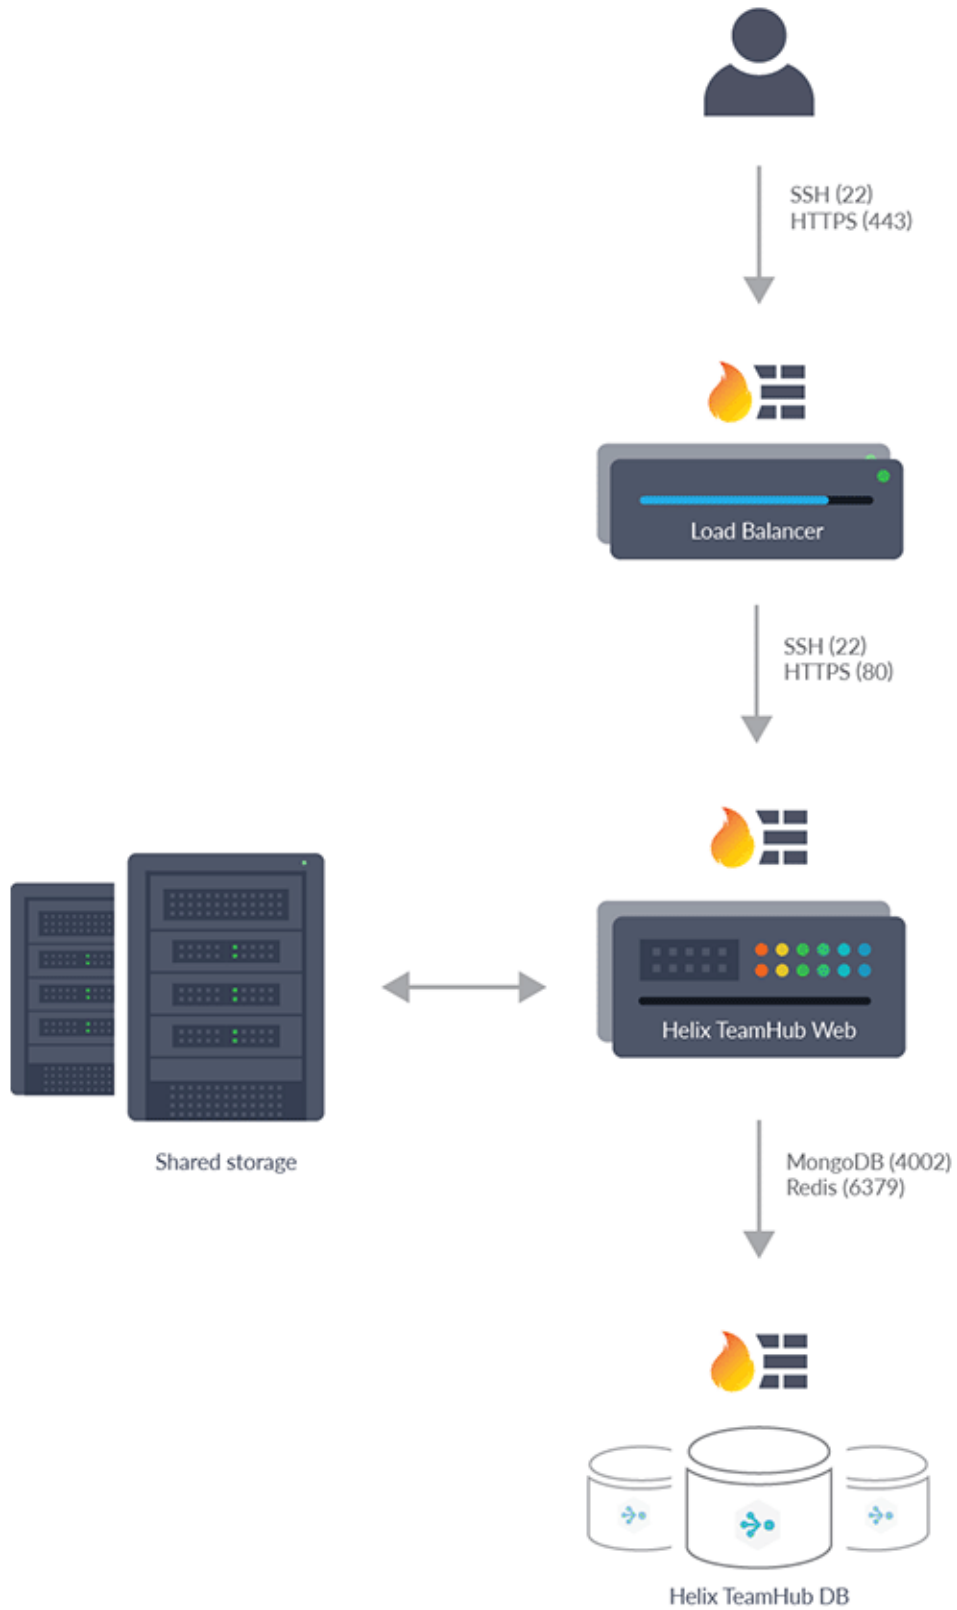 SSH (22)
HTTPS (443)
Load Balancer
SSH (22)
HTTPS (80)
Helix TeamHub Web
Shared storage
MongoDB (4002)
Redis (6379)
Helix TeamHub DB